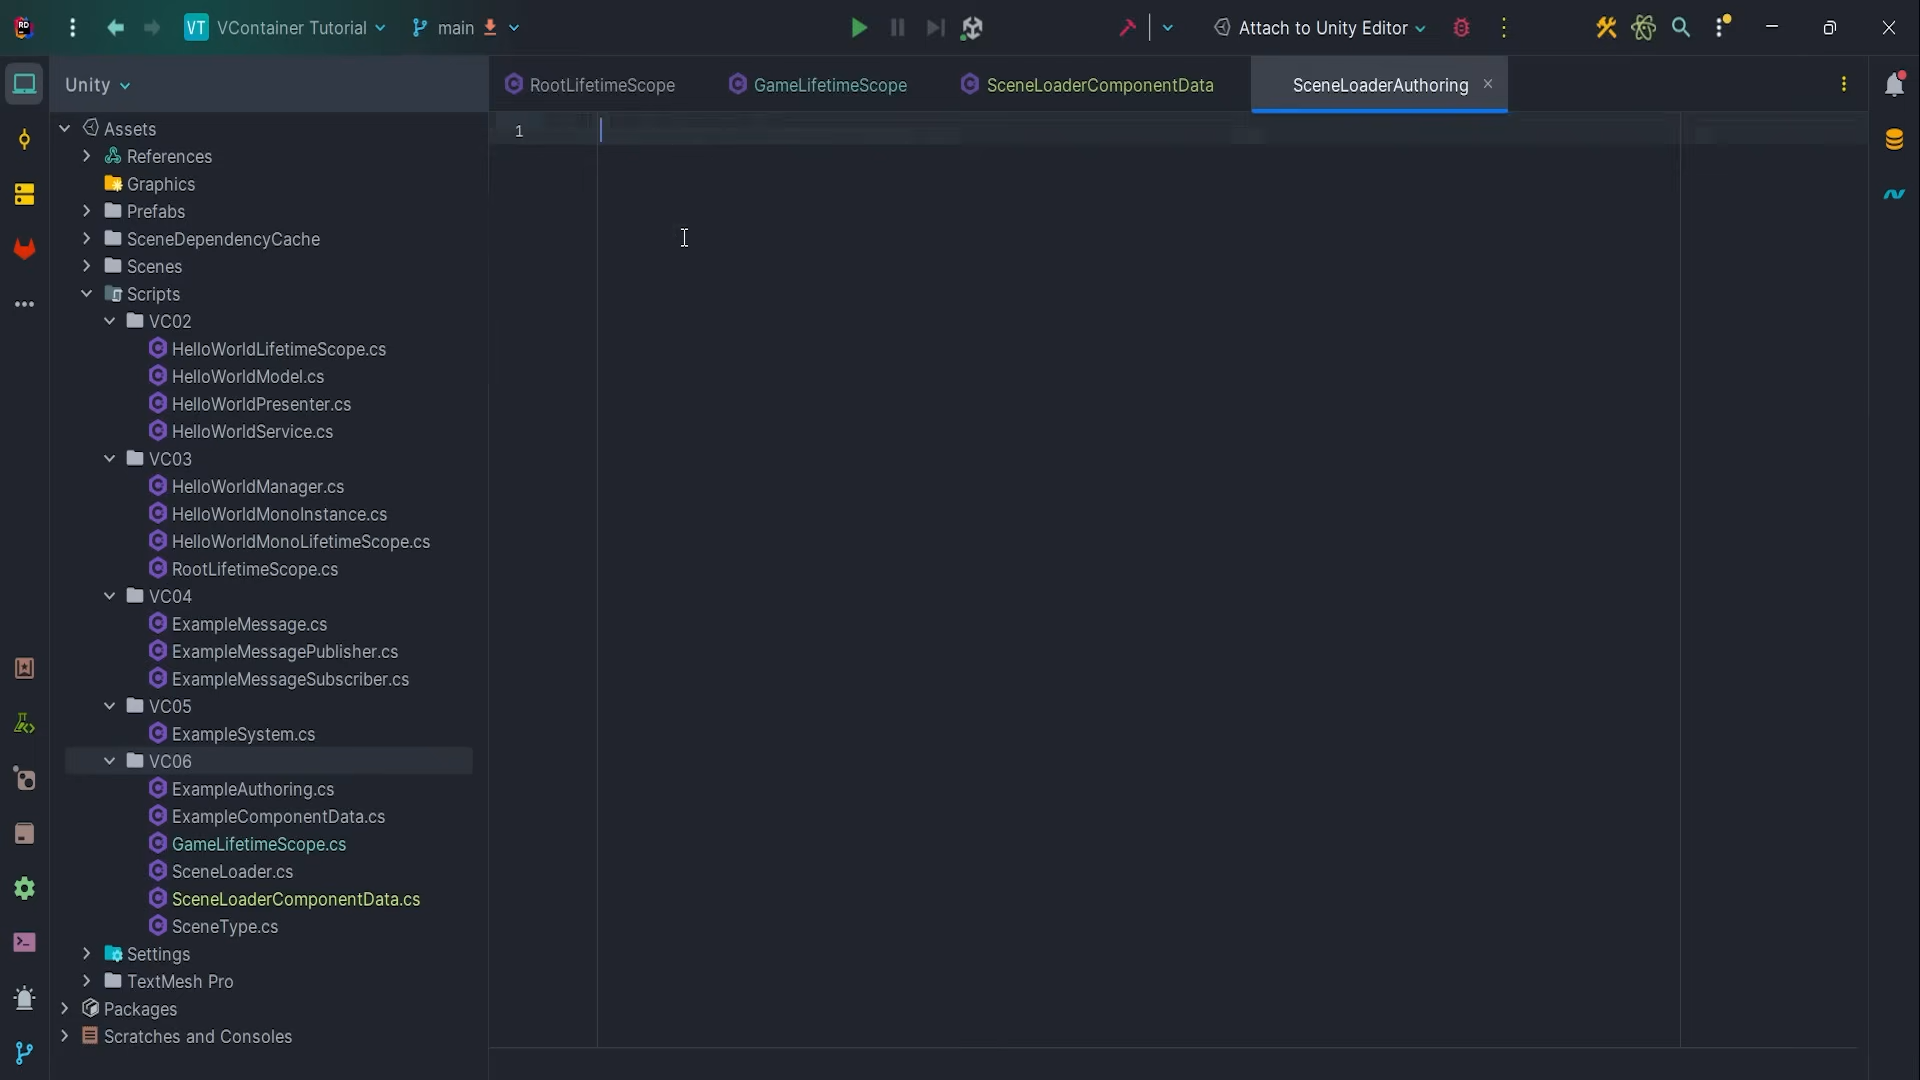 VT VContainer Tutorial main Attach to Unity Editor
Unity RootLifetimeScope GameLifetimeScope SceneLoaderComponentData SceneLoaderAuthoring
1
Assets
References
Graphics
Prefabs
SceneDependencyCache
Scenes
Scripts
VC02
HelloWorldLifetimeScope.cs
HelloWorldModel.cs
HelloWorldPresenter.cs
HelloWorldService.cs
VC03
HelloWorldManager.cs
HelloWorldMonoInstance.cs
HelloWorldMonoLifetimeScope.cs
RootLifetimeScope.cs
VC04
ExampleMessage.cs
ExampleMessagePublisher.cs
ExampleMessageSubscriber.cs
VC05
ExampleSystem.cs
VC06
ExampleAuthoring.cs
ExampleComponentData.cs
GameLifetimeScope.cs
SceneLoader.cs
SceneLoaderComponentData.cs
SceneType.cs
Settings
TextMesh Pro
Packages
Scratches and Consoles